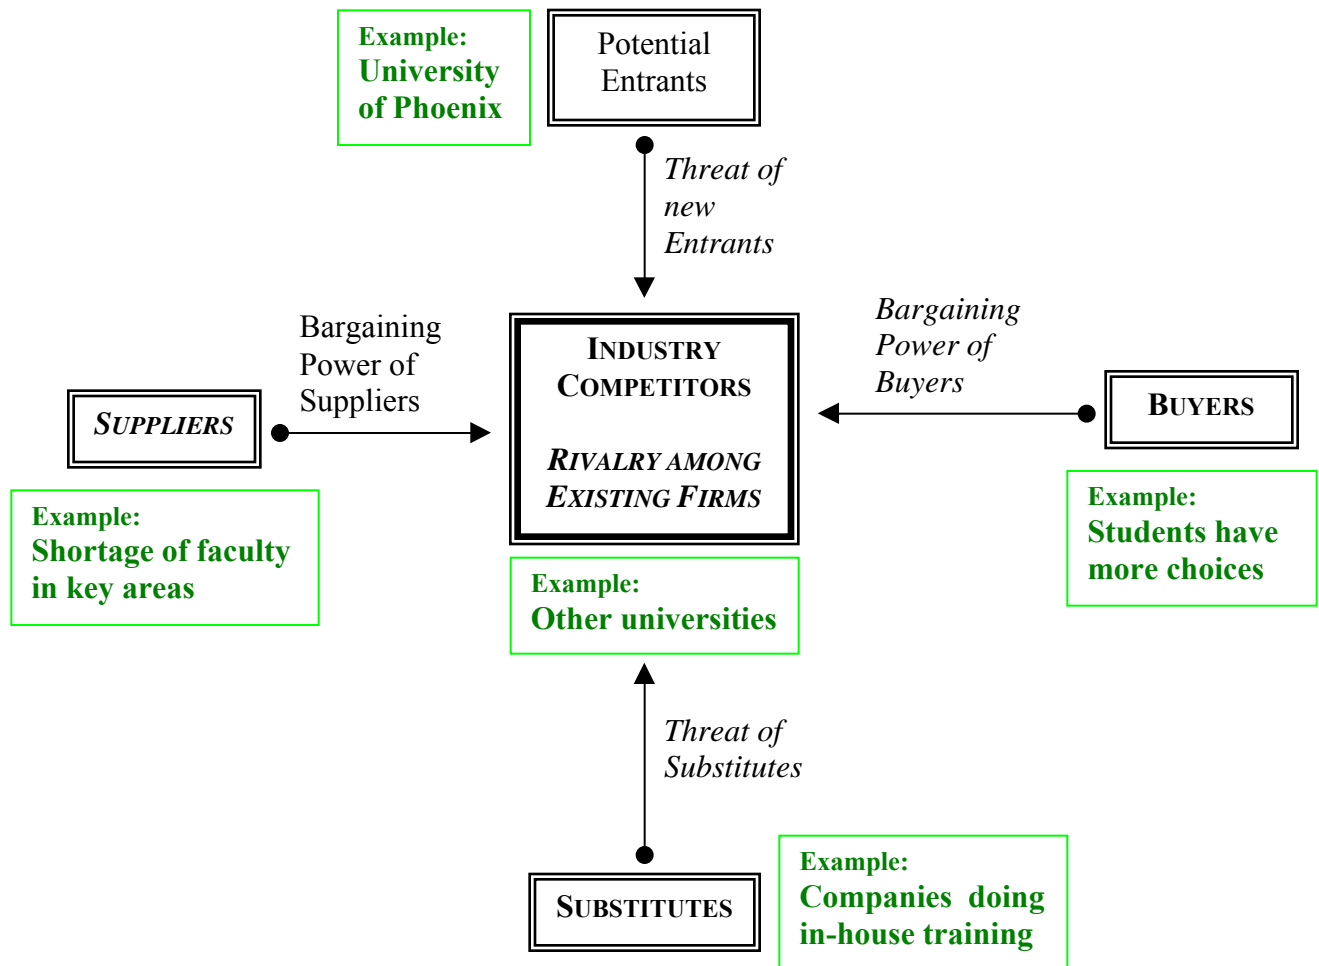 Example:
University
of Phoenix
Potential
Entrants
Threat of
new
Entrants
Bargaining
Power of
Suppliers
SUPPLIERS
Example:
Shortage of faculty
in key areas
INDUSTRY
COMPETITORS
RIVALRY AMONG
EXISTING FIRMS
Example:
Other universities
Bargaining
Power of
Buyers
BUYERS
Example:
Students have
more choices
Threat of
Substitutes
SUBSTITUTES
Example:
Companies doing
in-house training